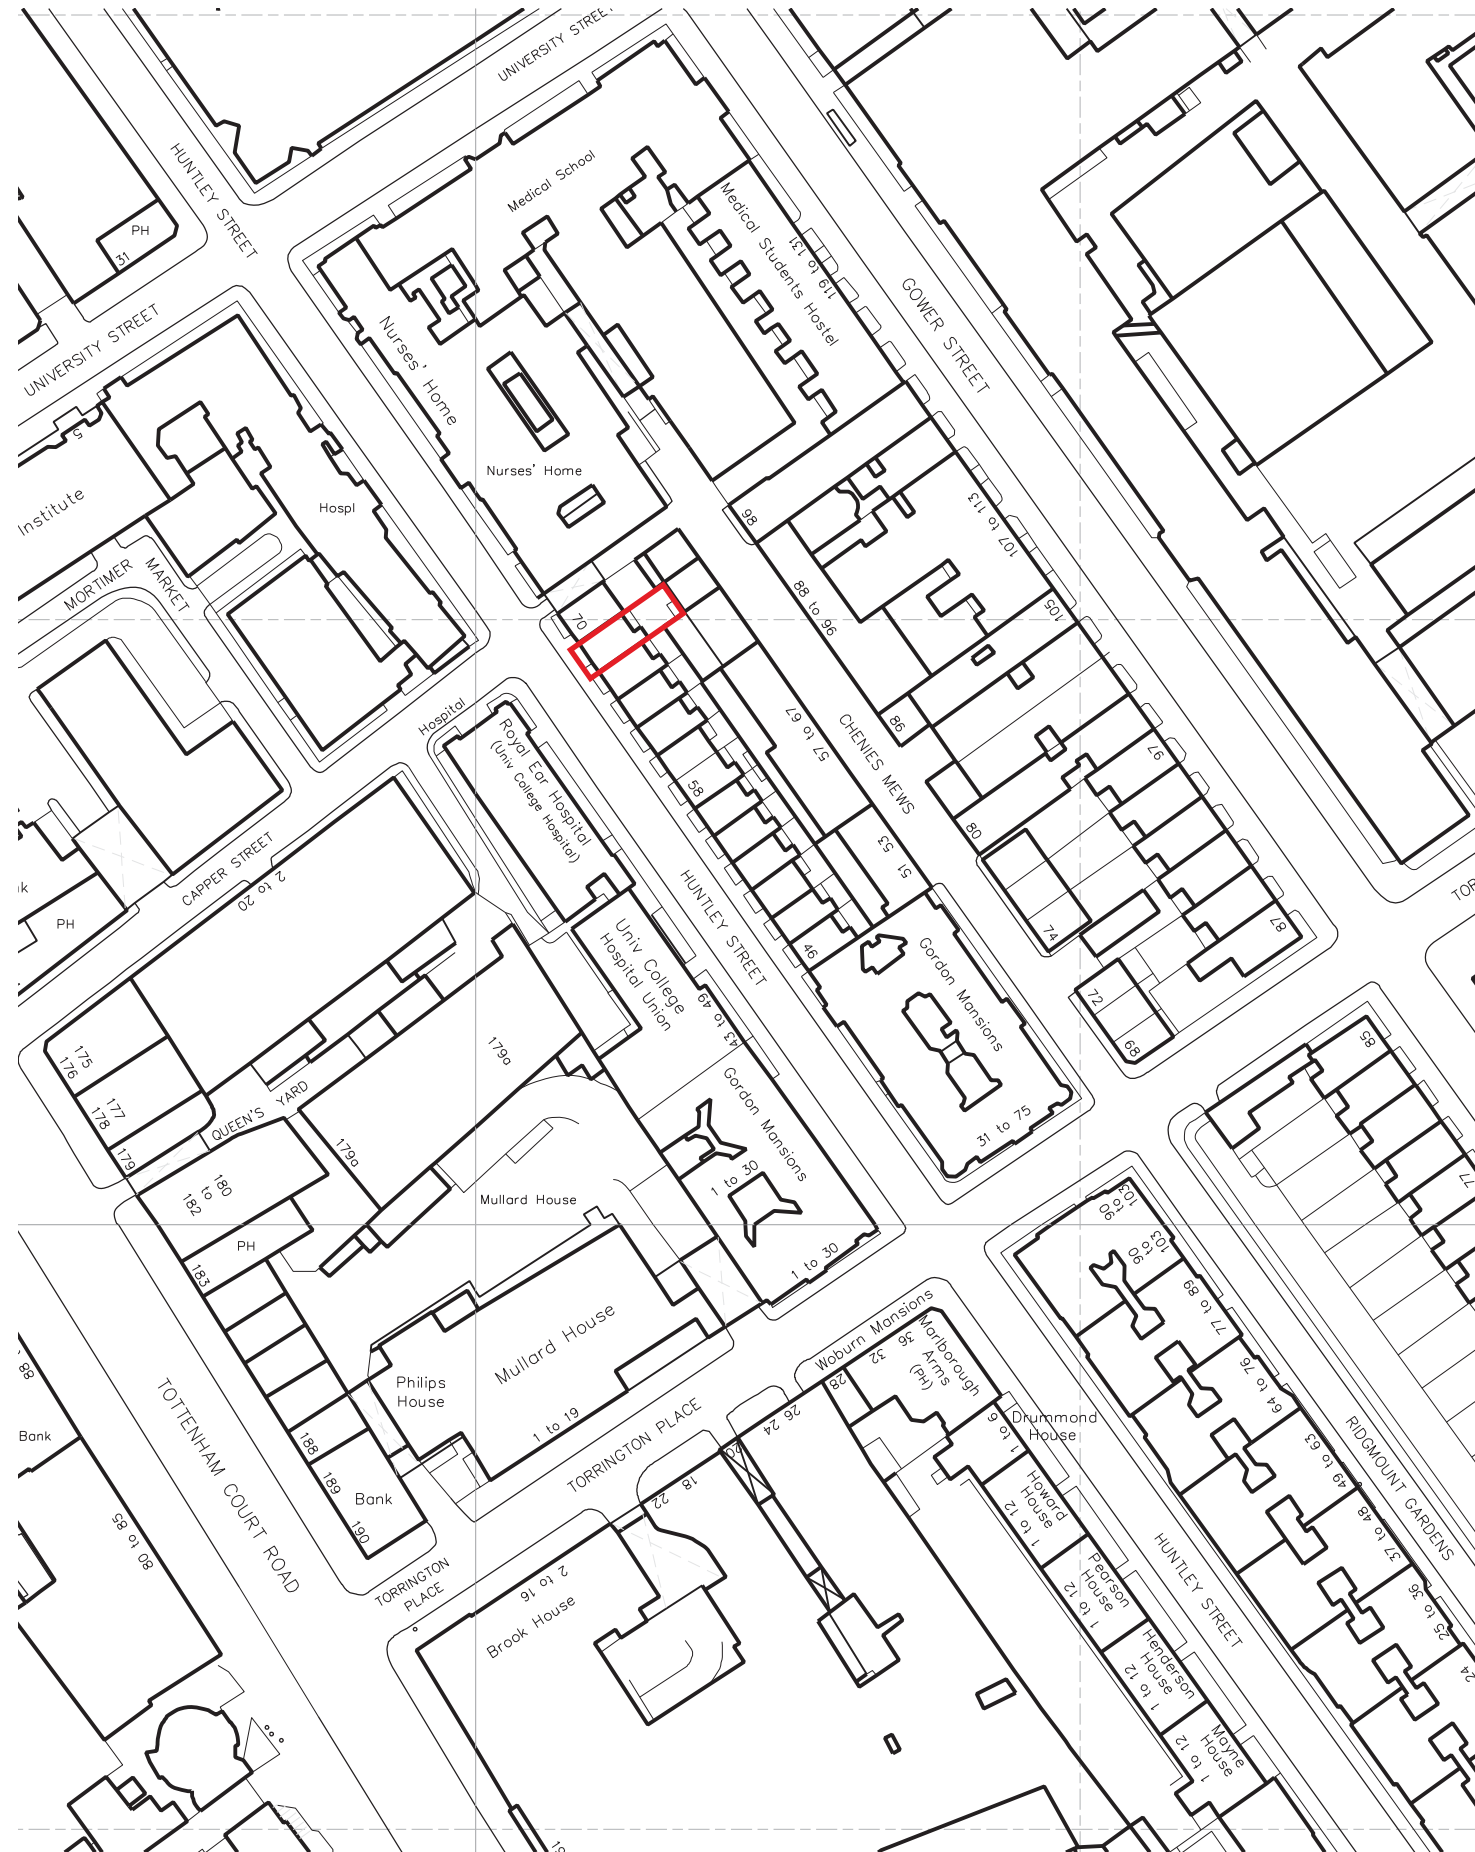 UNIVERSITY STREET
HUNTLEY STREET
PH
31
UNIVERSITY STREET
Medical School
Medical Students Hostel
119 to 131
GOWER STREET
Nurses' Home
Nurses' Home
5
Institute
Hospl
MORTIMER
MARKET
98
107 to 113
88 to 96
105
70
86
57 to 67
CHENIES MEWS
97
Hospital
Royal Ear Hospital
(Univ College Hospital)
58
80
53
51
CAPPER STREET
2 to 20
PH
HUNTLEY STREET
74
87
46
Gordon Mansions
Univ College
Hospital Union
72
68
49 to 43
85
175
176
177
178
179
179a
QUEEN'S YARD
179a
Gordon Mansions
31 to 75
180
to
182
1 to 30
Mullard House
77
PH
183
1 to 30
90
to
103
90
to
103
77 to 89
Mullard House
Woburn Mansions
36
32
28
Marlborough
Arms
(PH)
88
Philips
House
64 to 76
26
24
1 to 19
Bank
TOTTENHAM COURT ROAD
TORRINGTON PLACE
1 to 9
Drummond
House
RIDGMOUNT GARDENS
49 to 63
188
189
Bank
190
20
18
22
Howard
House
1 to 12
37 to 48
80 to 85
TORRINGTON
PLACE
2 to 16
Brook House
Pearson
House
1 to 12
HUNTLEY STREET
25 to 36
Henderson
House
1 to 12
24
Mayne
House
1 to 12